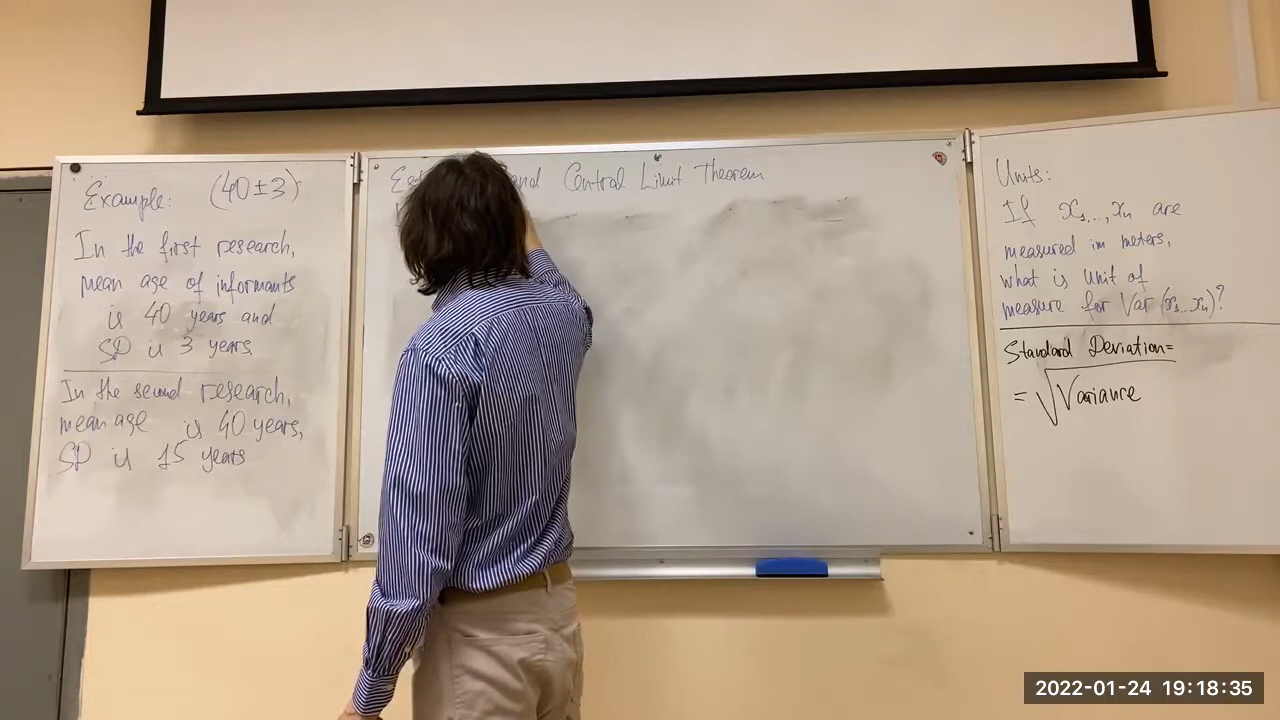 Example: (40±3)
In the first research,
mean age of informants
is 40 years and
SD is 3 years
In the second research,
mean age is 40 years,
SD is 15 years
and Central Limit Theorem
Units:
If x₁,..,xₙ are
measured in meters,
what is unit of
measure for Var (x₁...xₙ)?
Standard Deviation=
= √Variance
2022-01-24 19:18:35